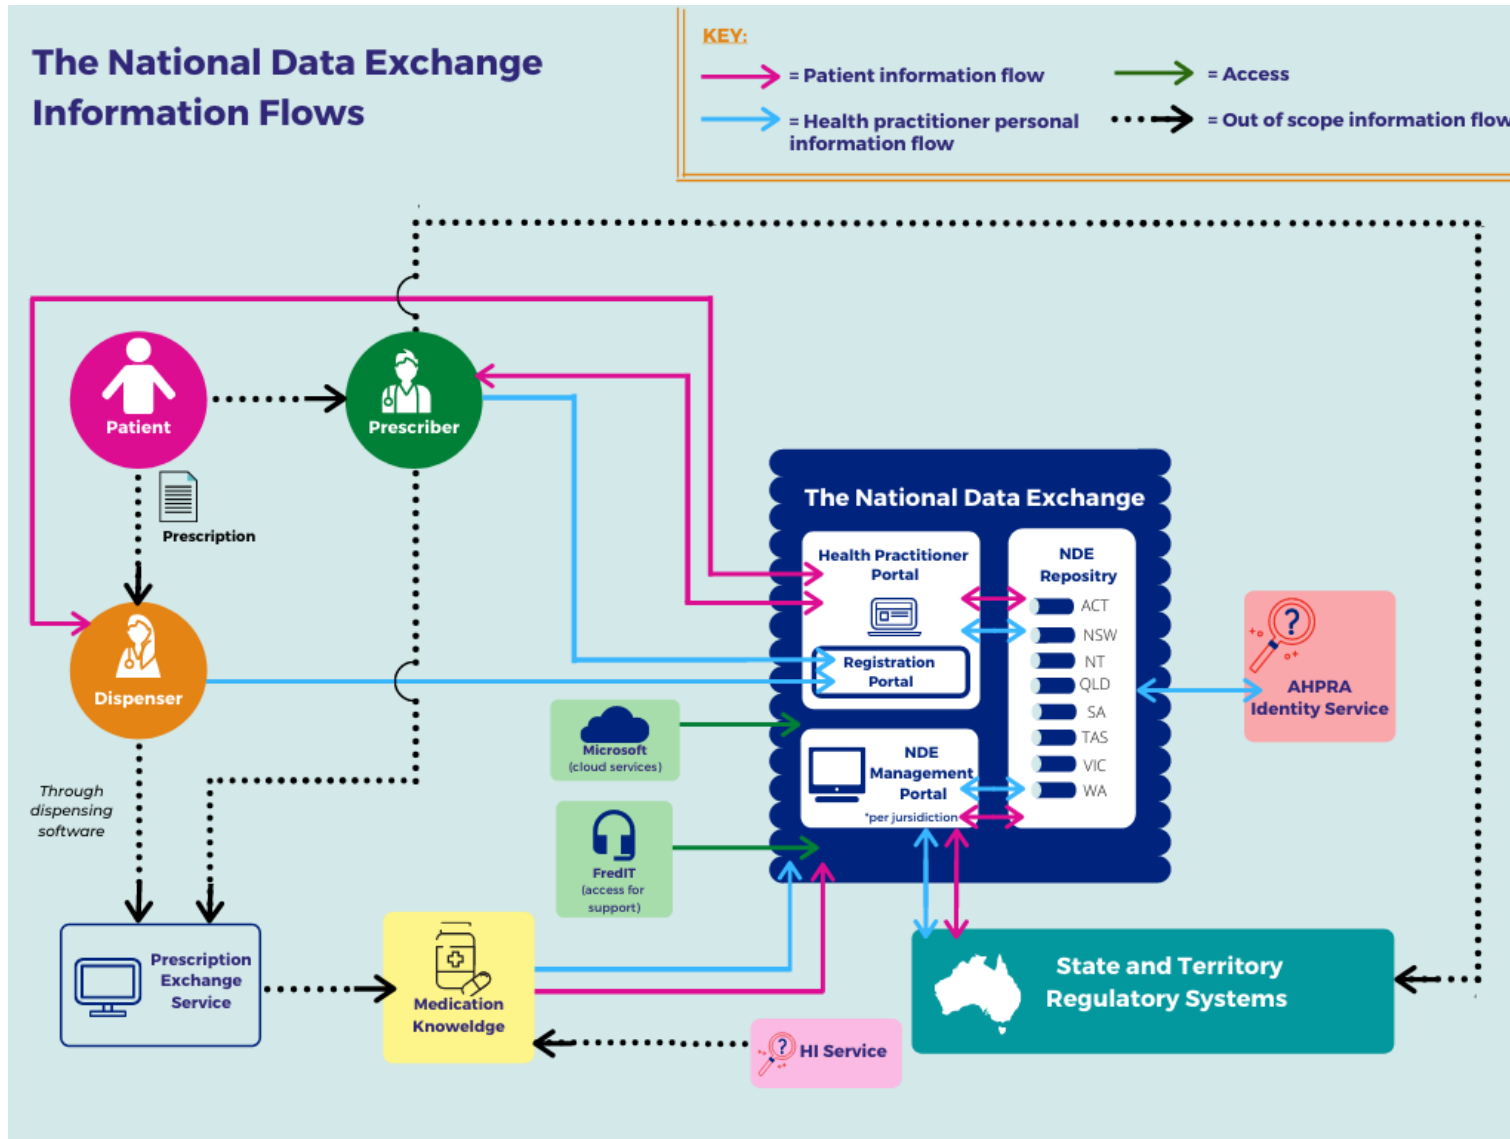 The National Data Exchange
Information Flows
KEY:
= Patient information flow
= Access
= Health practitioner personal
information flow
= Out of scope information flow
Patient
Prescriber
Prescription
Dispenser
Through
dispensing
software
Prescription
Exchange
Service
Medication
Knoweldge
HI Service
Microsoft
(cloud services)
FredIT
(access for
support)
The National Data Exchange
Health Practitioner
Portal
Registration
Portal
NDE
Management
Portal
*per jursidiction
NDE
Repositry
ACT
NSW
NT
QLD
SA
TAS
VIC
WA
?
AHPRA
Identity Service
State and Territory
Regulatory Systems
?